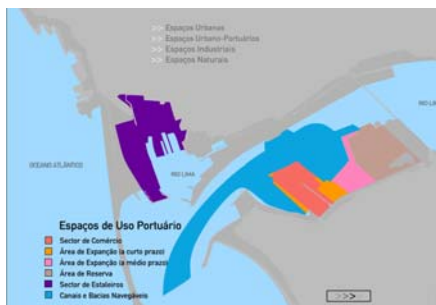 >> Espaços Urbanos
>> Espaços Urbano-Portuários
>> Espaços Industriais
>> Espaços Naturais
RIO LIMA
OCEANO ATLÂNTICO
RIO LIMA
Espaços de Uso Portuário
Sector de Comércio
Área de Expanção (a curto prazo)
Área de Expanção (a médio prazo)
Área de Reserva
Sector de Estaleiros
Canais e Bacias Navegáveis
>>>